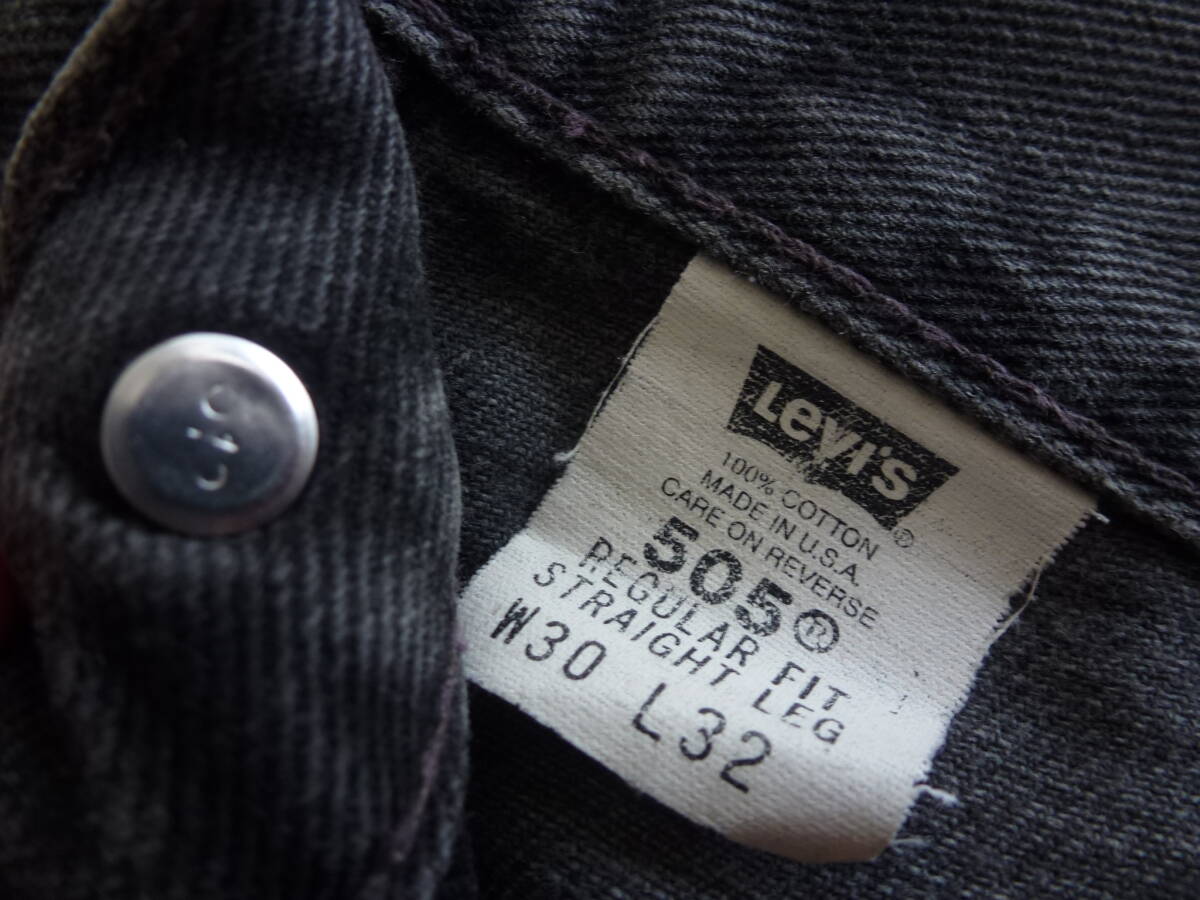 LEVI'S®
100% COTTON
MADE IN U.S.A.
CARE ON REVERSE
505®
REGULAR FIT
STRAIGHT LEG
W30 L32